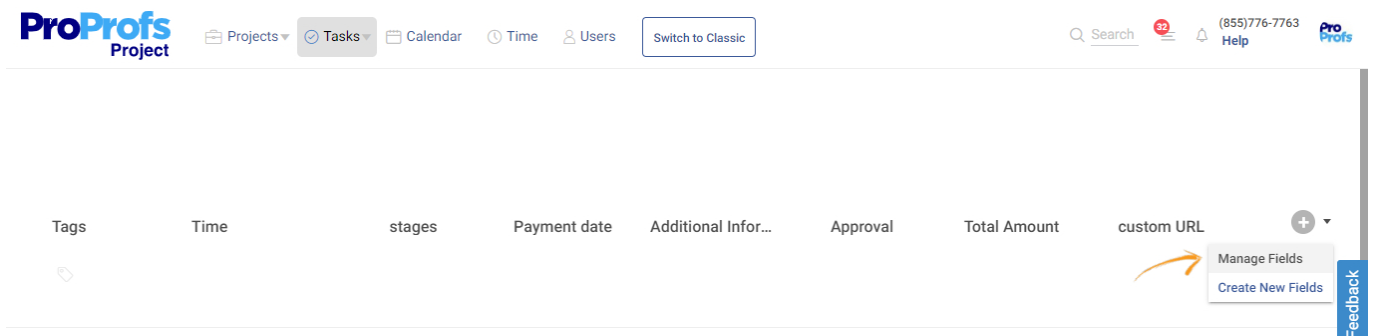 ProProfs
Project
Projects Tasks Calendar Time Users Switch to Classic Search 32 (855)776-7763
Help
Pro
Profs
Tags Time stages Payment date Additional Infor... Approval Total Amount custom URL
Manage Fields
Create New Fields
Feedback